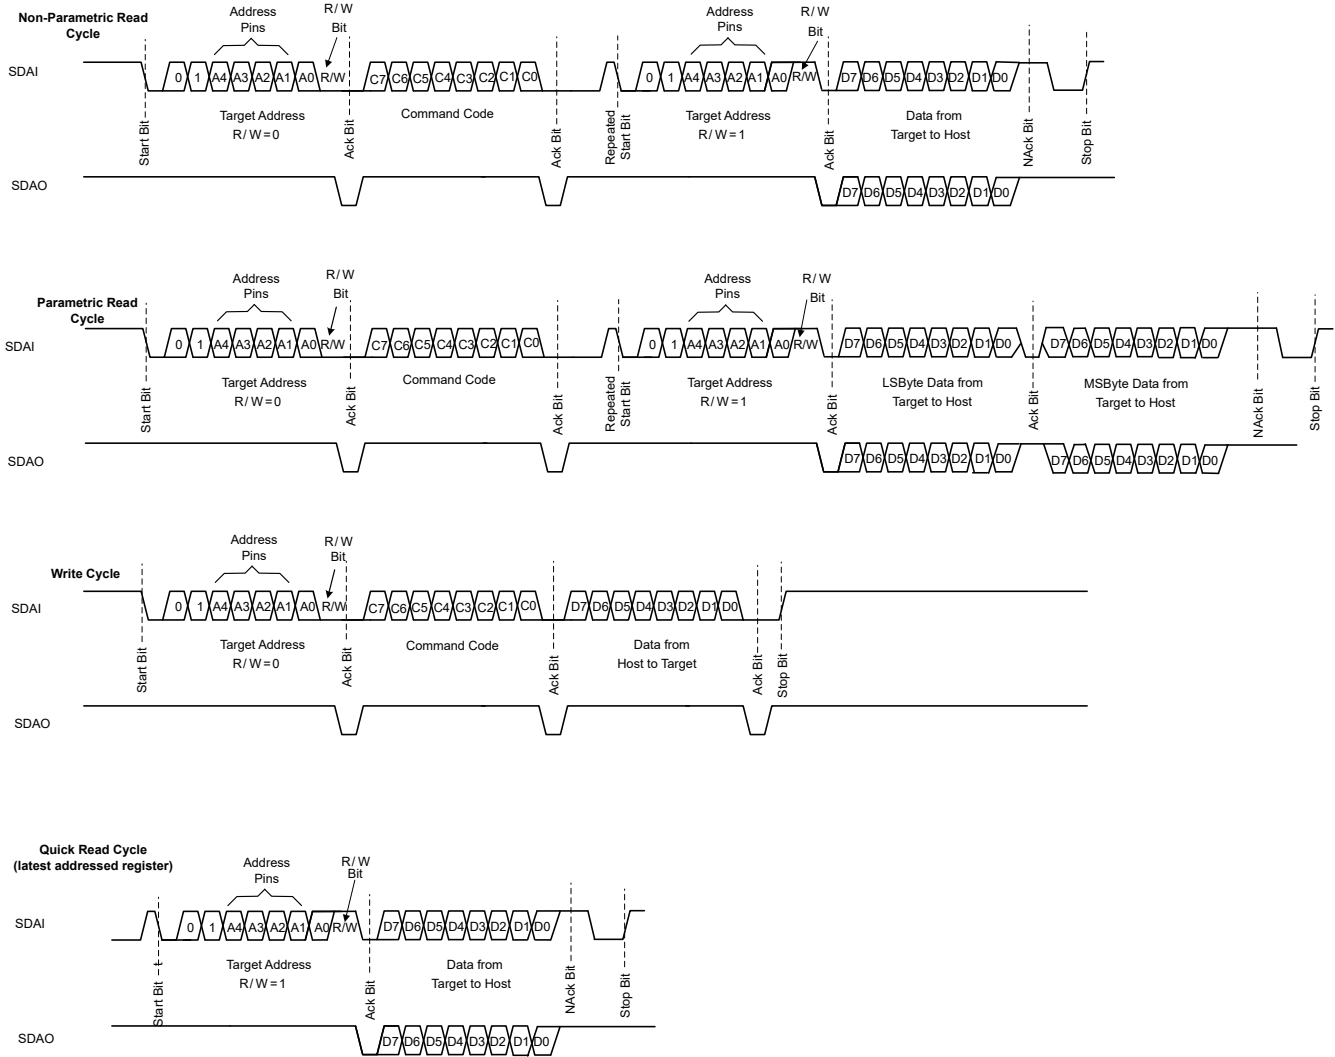 Non-Parametric Read
Cycle
Address
Pins
R/W
Bit
Address
Pins
R/W
Bit
SDAI
0 1 A4 A3 A2 A1 A0 R/W
C7 C6 C5 C4 C3 C2 C1 C0
0 1 A4 A3 A2 A1 A0 R/W
D7 D6 D5 D4 D3 D2 D1 D0
Start Bit
Target Address
R/W=0
Ack Bit
Command Code
Ack Bit
Repeated
Start Bit
Target Address
R/W=1
Ack Bit
Data from
Target to Host
NAck Bit
Stop Bit
SDAO
D7 D6 D5 D4 D3 D2 D1 D0
Parametric Read
Cycle
Address
Pins
R/W
Bit
Address
Pins
R/W
Bit
SDAI
0 1 A4 A3 A2 A1 A0 R/W
C7 C6 C5 C4 C3 C2 C1 C0
0 1 A4 A3 A2 A1 A0 R/W
D7 D6 D5 D4 D3 D2 D1 D0
D7 D6 D5 D4 D3 D2 D1 D0
Start Bit
Target Address
R/W=0
Ack Bit
Command Code
Ack Bit
Repeated
Start Bit
Target Address
R/W=1
Ack Bit
LSByte Data from
Target to Host
Ack Bit
MSByte Data from
Target to Host
NAck Bit
Stop Bit
SDAO
D7 D6 D5 D4 D3 D2 D1 D0
D7 D6 D5 D4 D3 D2 D1 D0
Write Cycle
Address
Pins
R/W
Bit
SDAI
0 1 A4 A3 A2 A1 A0 R/W
C7 C6 C5 C4 C3 C2 C1 C0
D7 D6 D5 D4 D3 D2 D1 D0
Start Bit
Target Address
R/W=0
Ack Bit
Command Code
Ack Bit
Data from
Host to Target
Ack Bit
Stop Bit
SDAO
Quick Read Cycle
(latest addressed register)
Address
Pins
R/W
Bit
SDAI
0 1 A4 A3 A2 A1 A0 R/W
D7 D6 D5 D4 D3 D2 D1 D0
Start Bit
t
Target Address
R/W=1
Ack Bit
Data from
Target to Host
NAck Bit
Stop Bit
SDAO
D7 D6 D5 D4 D3 D2 D1 D0